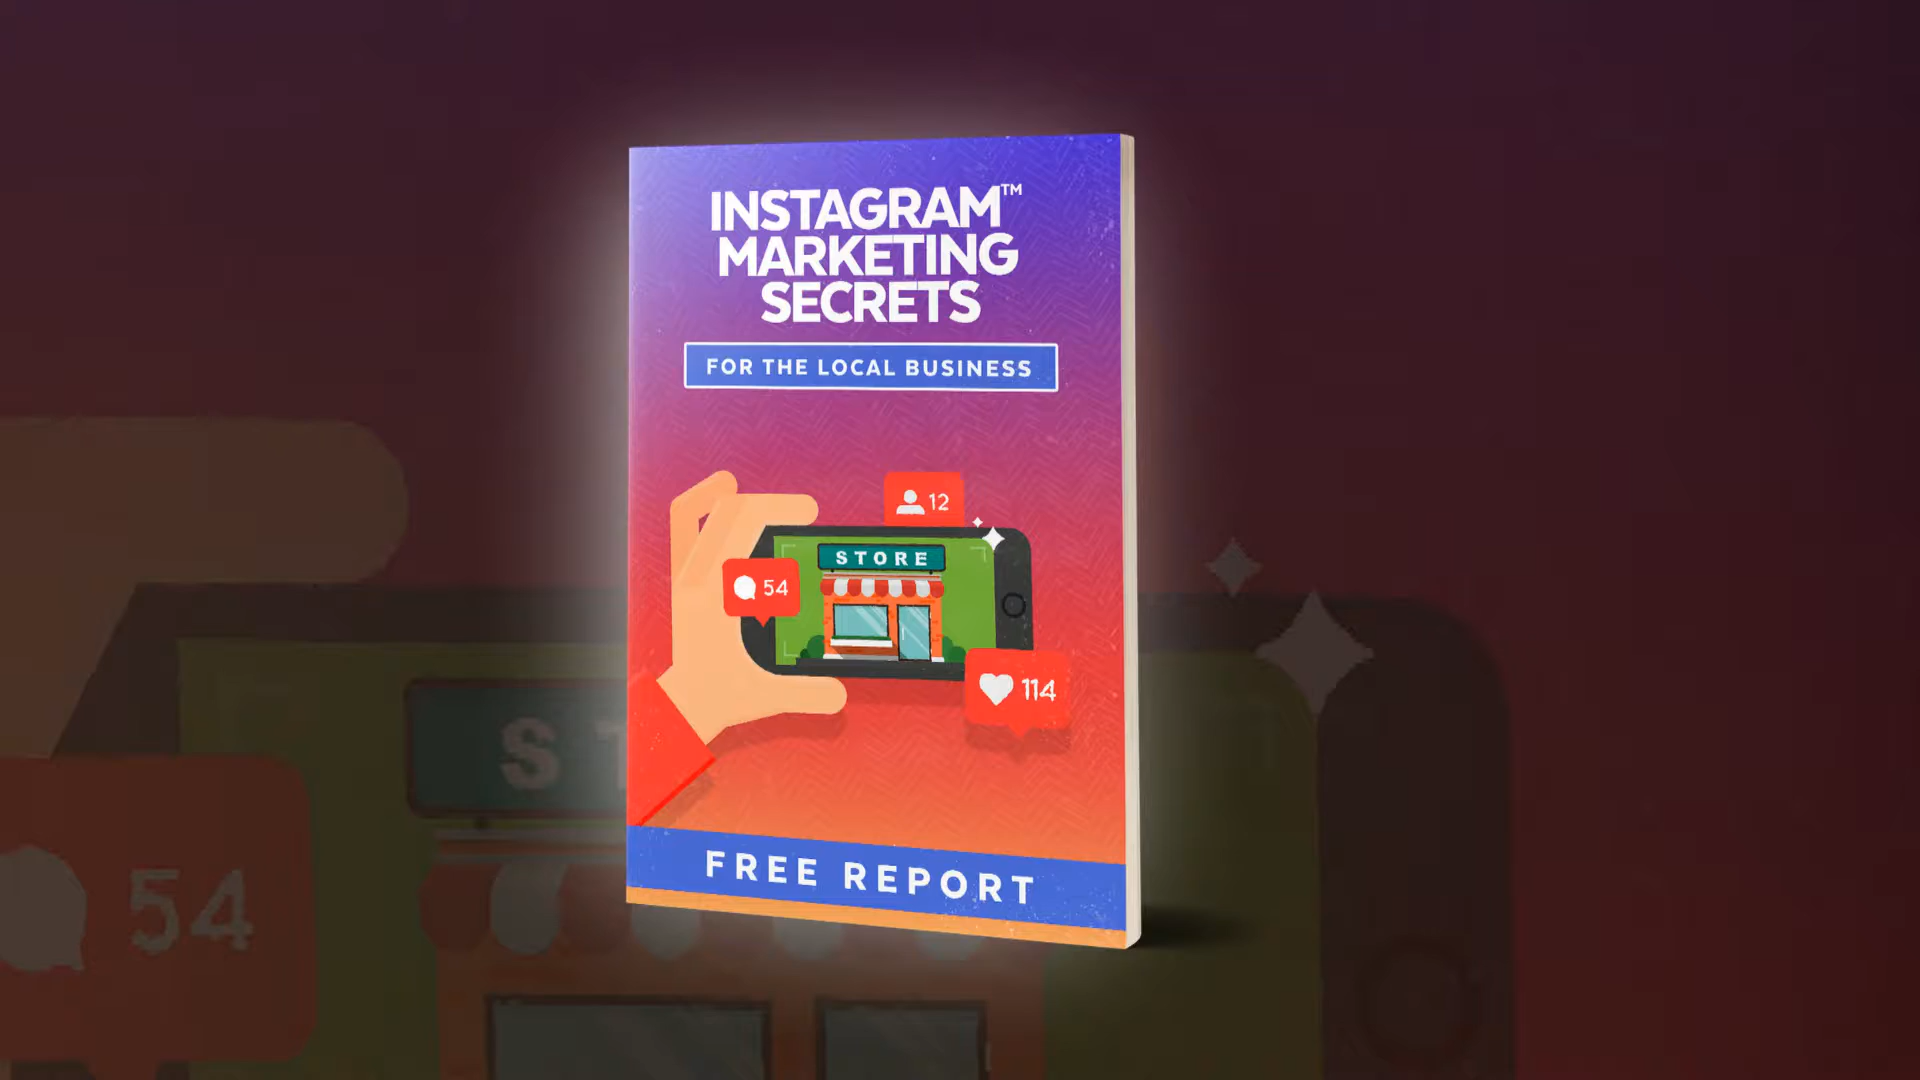 INSTAGRAM™
MARKETING
SECRETS
FOR THE LOCAL BUSINESS
12
STORE
54
114
FREE REPORT
S
54